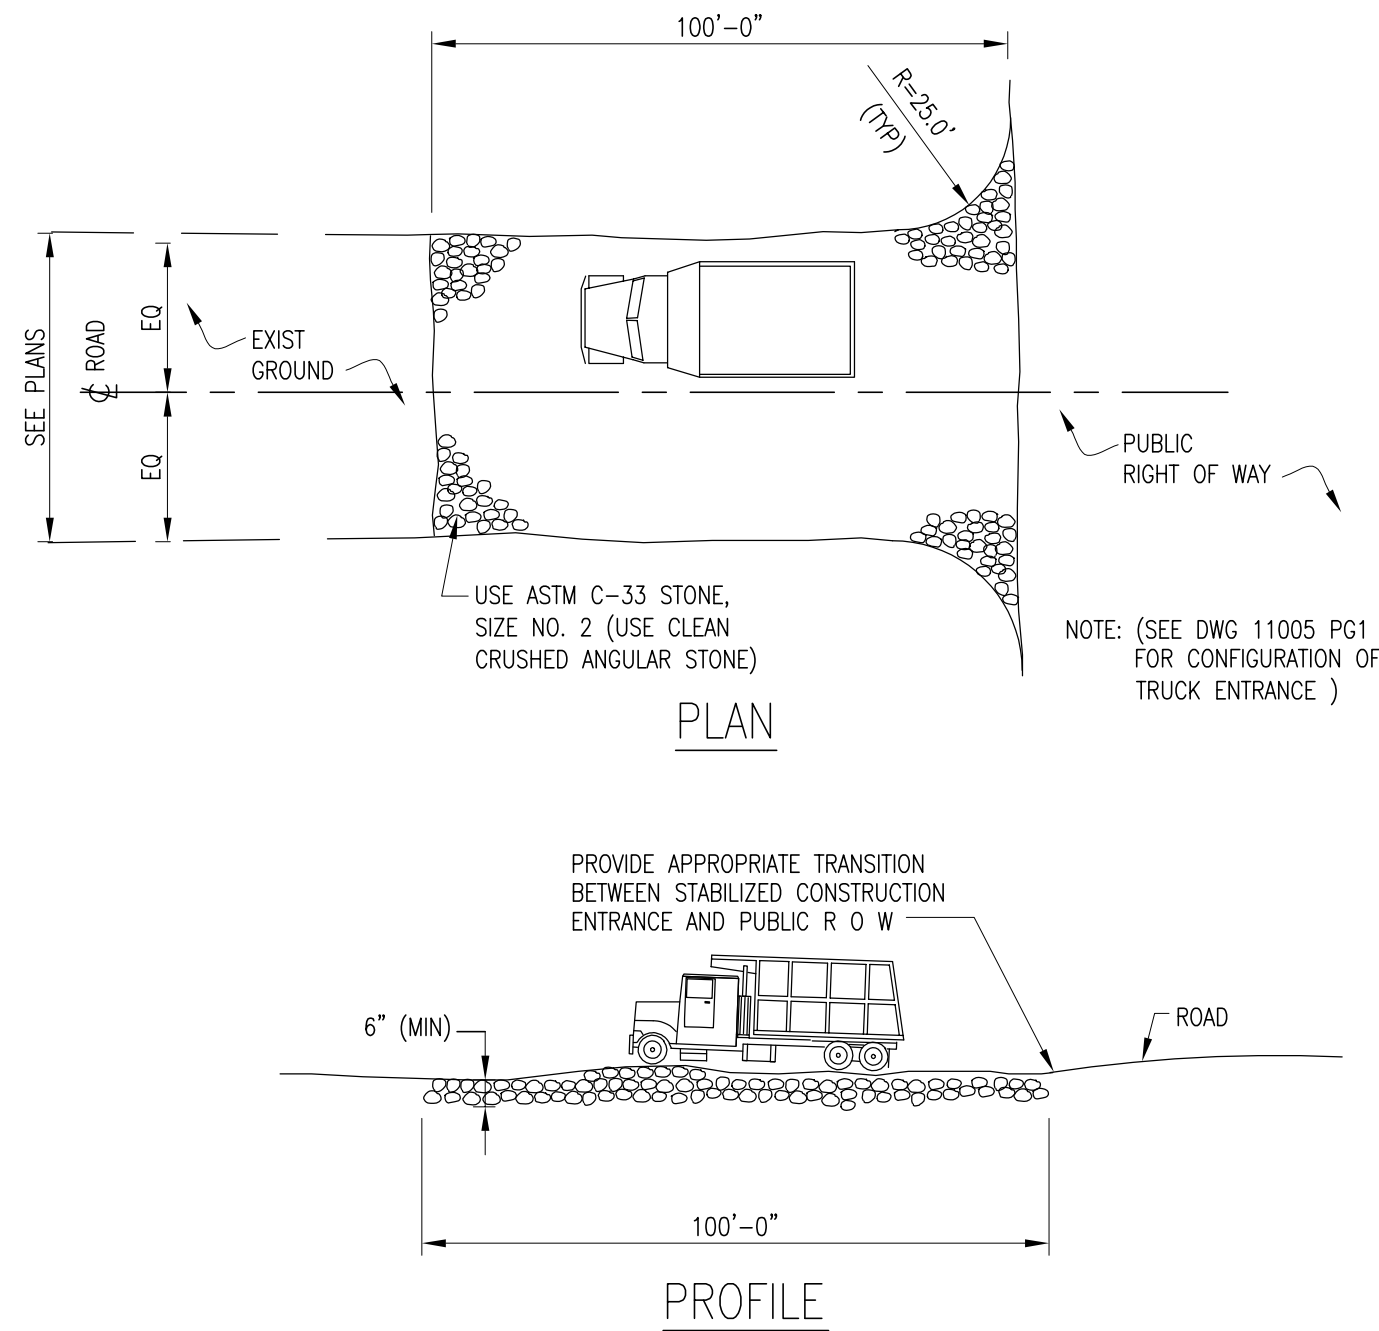 100'-0"
R=25.0'
(TYP)
SEE PLANS
℄ ROAD
EQ
EQ
EXIST
GROUND
PUBLIC
RIGHT OF WAY
USE ASTM C-33 STONE,
SIZE NO. 2 (USE CLEAN
CRUSHED ANGULAR STONE)
NOTE: (SEE DWG 11005 PG1
FOR CONFIGURATION OF
TRUCK ENTRANCE )
PLAN
PROVIDE APPROPRIATE TRANSITION
BETWEEN STABILIZED CONSTRUCTION
ENTRANCE AND PUBLIC R O W
6" (MIN)
ROAD
100'-0"
PROFILE